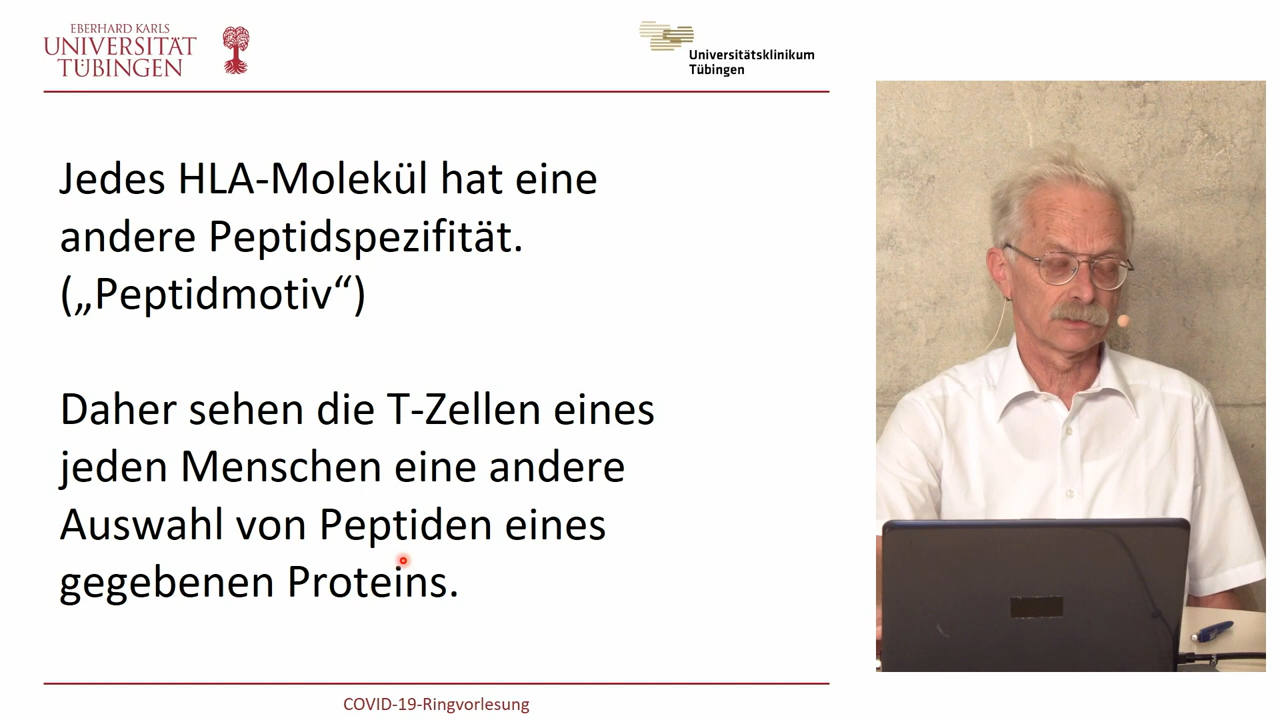 EBERHARD KARLS
UNIVERSITÄT
TÜBINGEN
Universitätsklinikum
Tübingen
Jedes HLA-Molekül hat eine
andere Peptidspezifität.
(„Peptidmotiv“)
Daher sehen die T-Zellen eines
jeden Menschen eine andere
Auswahl von Peptiden eines
gegebenen Proteins.
COVID-19-Ringvorlesung